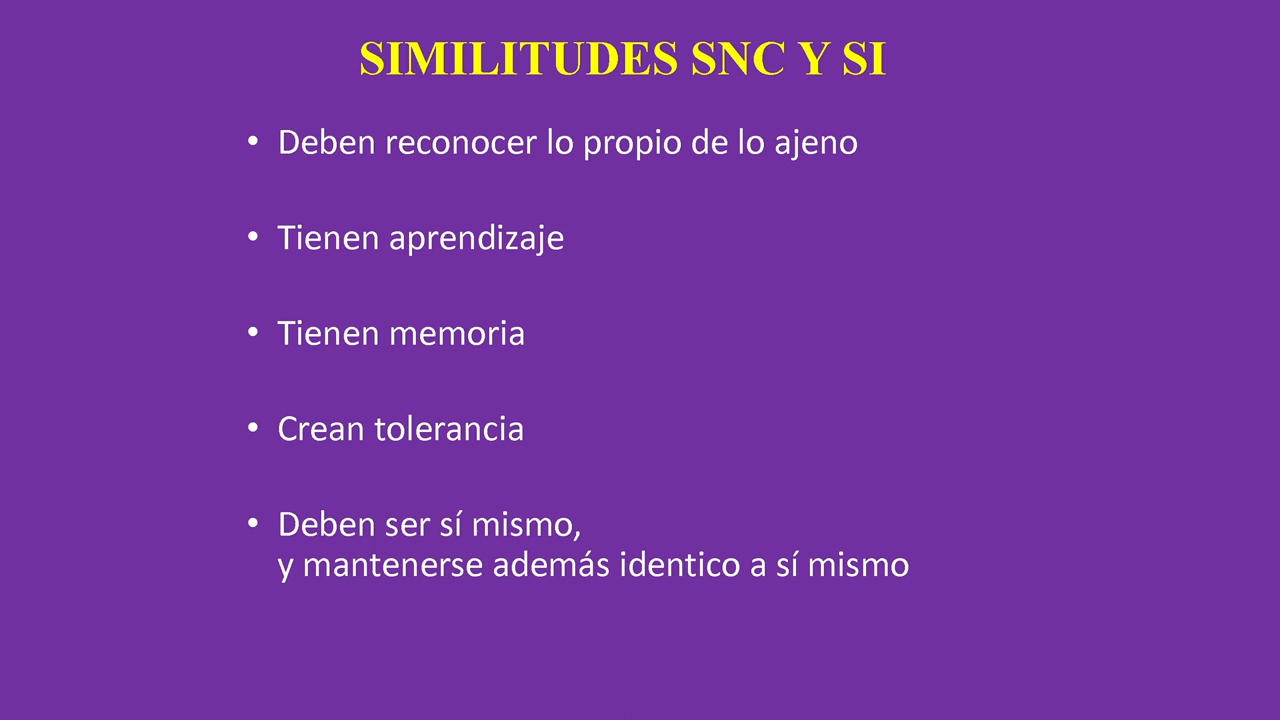 SIMILITUDES SNC Y SI
• Deben reconocer lo propio de lo ajeno
• Tienen aprendizaje
• Tienen memoria
• Crean tolerancia
• Deben ser sí mismo,
y mantenerse además identico a sí mismo